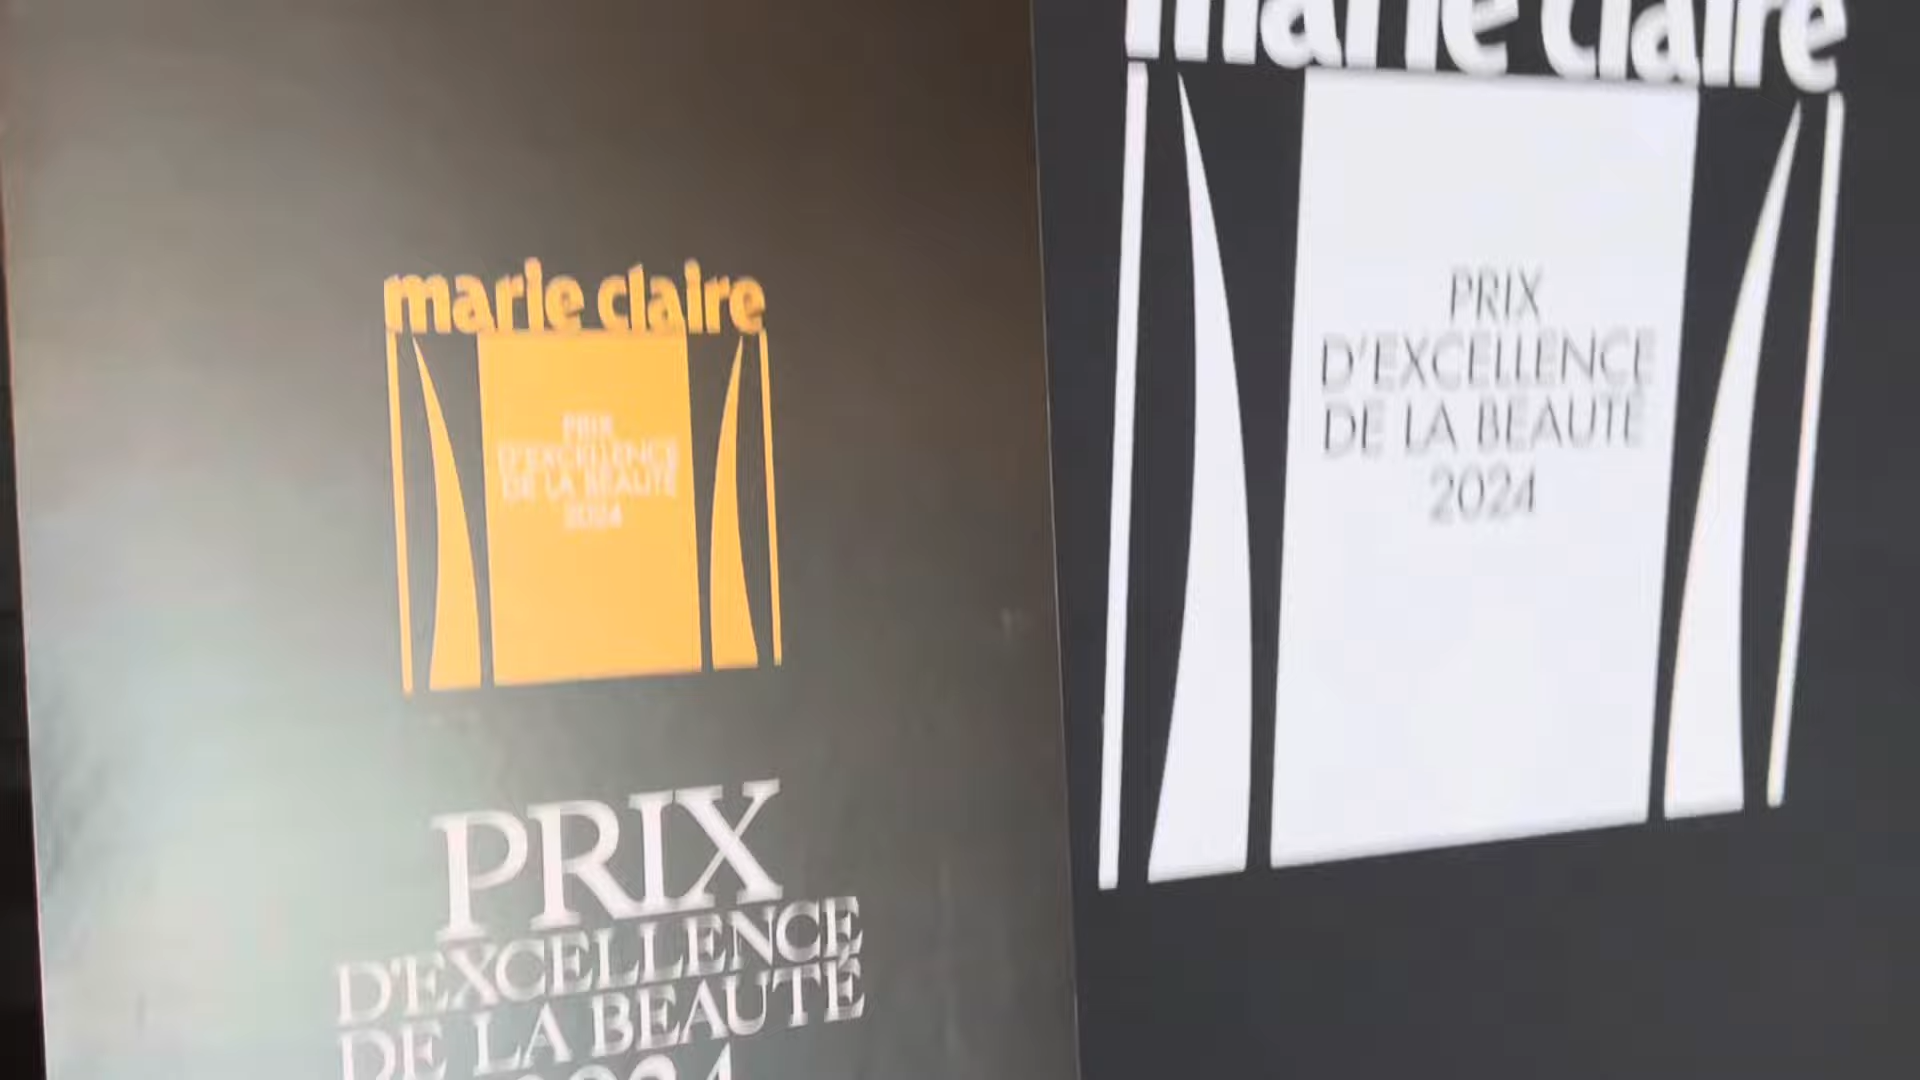 marie claire
PRIX
D'EXCELLENCE
DE LA BEAUTÉ
2024
PRIX
D'EXCELLENCE
DE LA BEAUTÉ
2024
marie claire
PRIX
D'EXCELLENCE
DE LA BEAUTÉ
2024